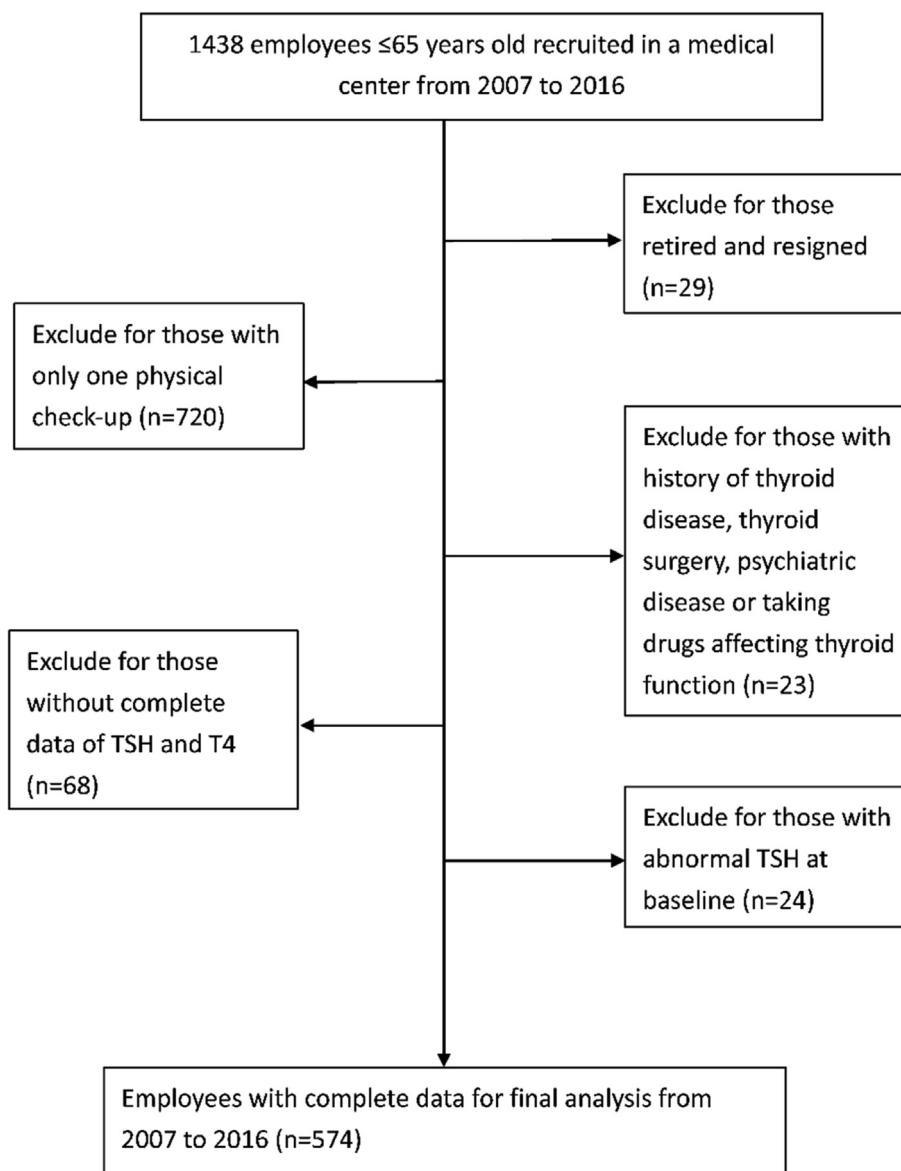 1438 employees ≤65 years old recruited in a medical
center from 2007 to 2016
Exclude for those
retired and resigned
(n=29)
Exclude for those with
only one physical
check-up (n=720)
Exclude for those with
history of thyroid
disease, thyroid
surgery, psychiatric
disease or taking
drugs affecting thyroid
function (n=23)
Exclude for those
without complete
data of TSH and T4
(n=68)
Exclude for those with
abnormal TSH at
baseline (n=24)
Employees with complete data for final analysis from
2007 to 2016 (n=574)